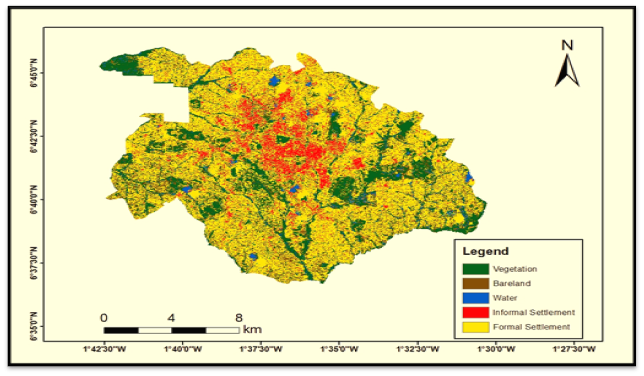 N
6°45'0"N
6°42'30"N
6°40'0"N
6°37'30"N
6°35'0"N
Legend
Vegetation
Bareland
Water
Informal Settlement
Formal Settlement
0 4 8
km
1°42'30"W 1°40'0"W 1°37'30"W 1°35'0"W 1°32'30"W 1°30'0"W 1°27'30"W